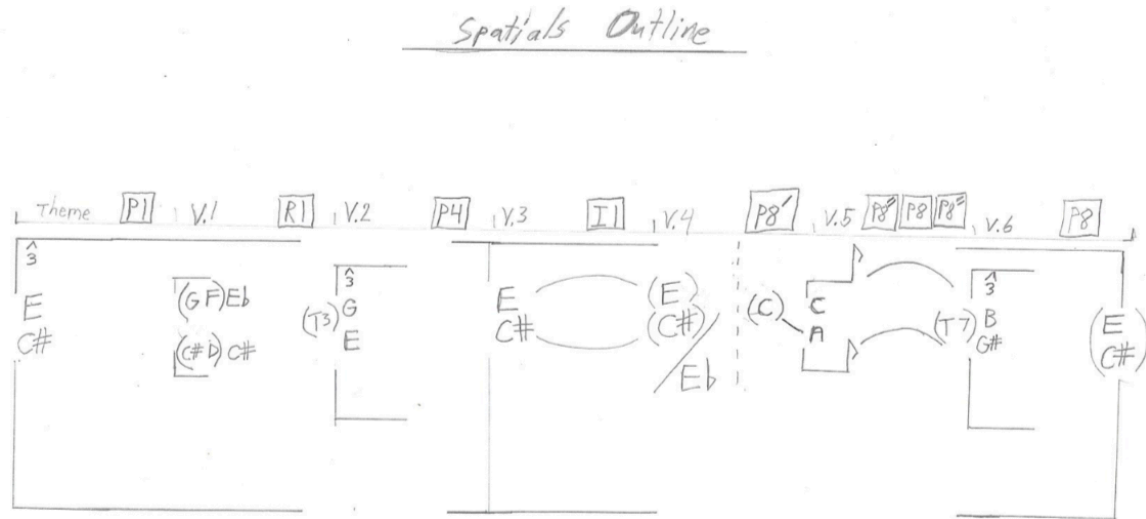 Spatials Outline
Theme P1 V.1 R1 V.2 P4 V.3 I1 V.4 P8' V.5 P8'' P8 P8'' V.6 P8
3̂ 3̂ 3̂
E (G F) Eb (T3) G E (E) (C) C (T7) B (E
C# (C# D) C# E C# (C#) A G# C#)
Eb